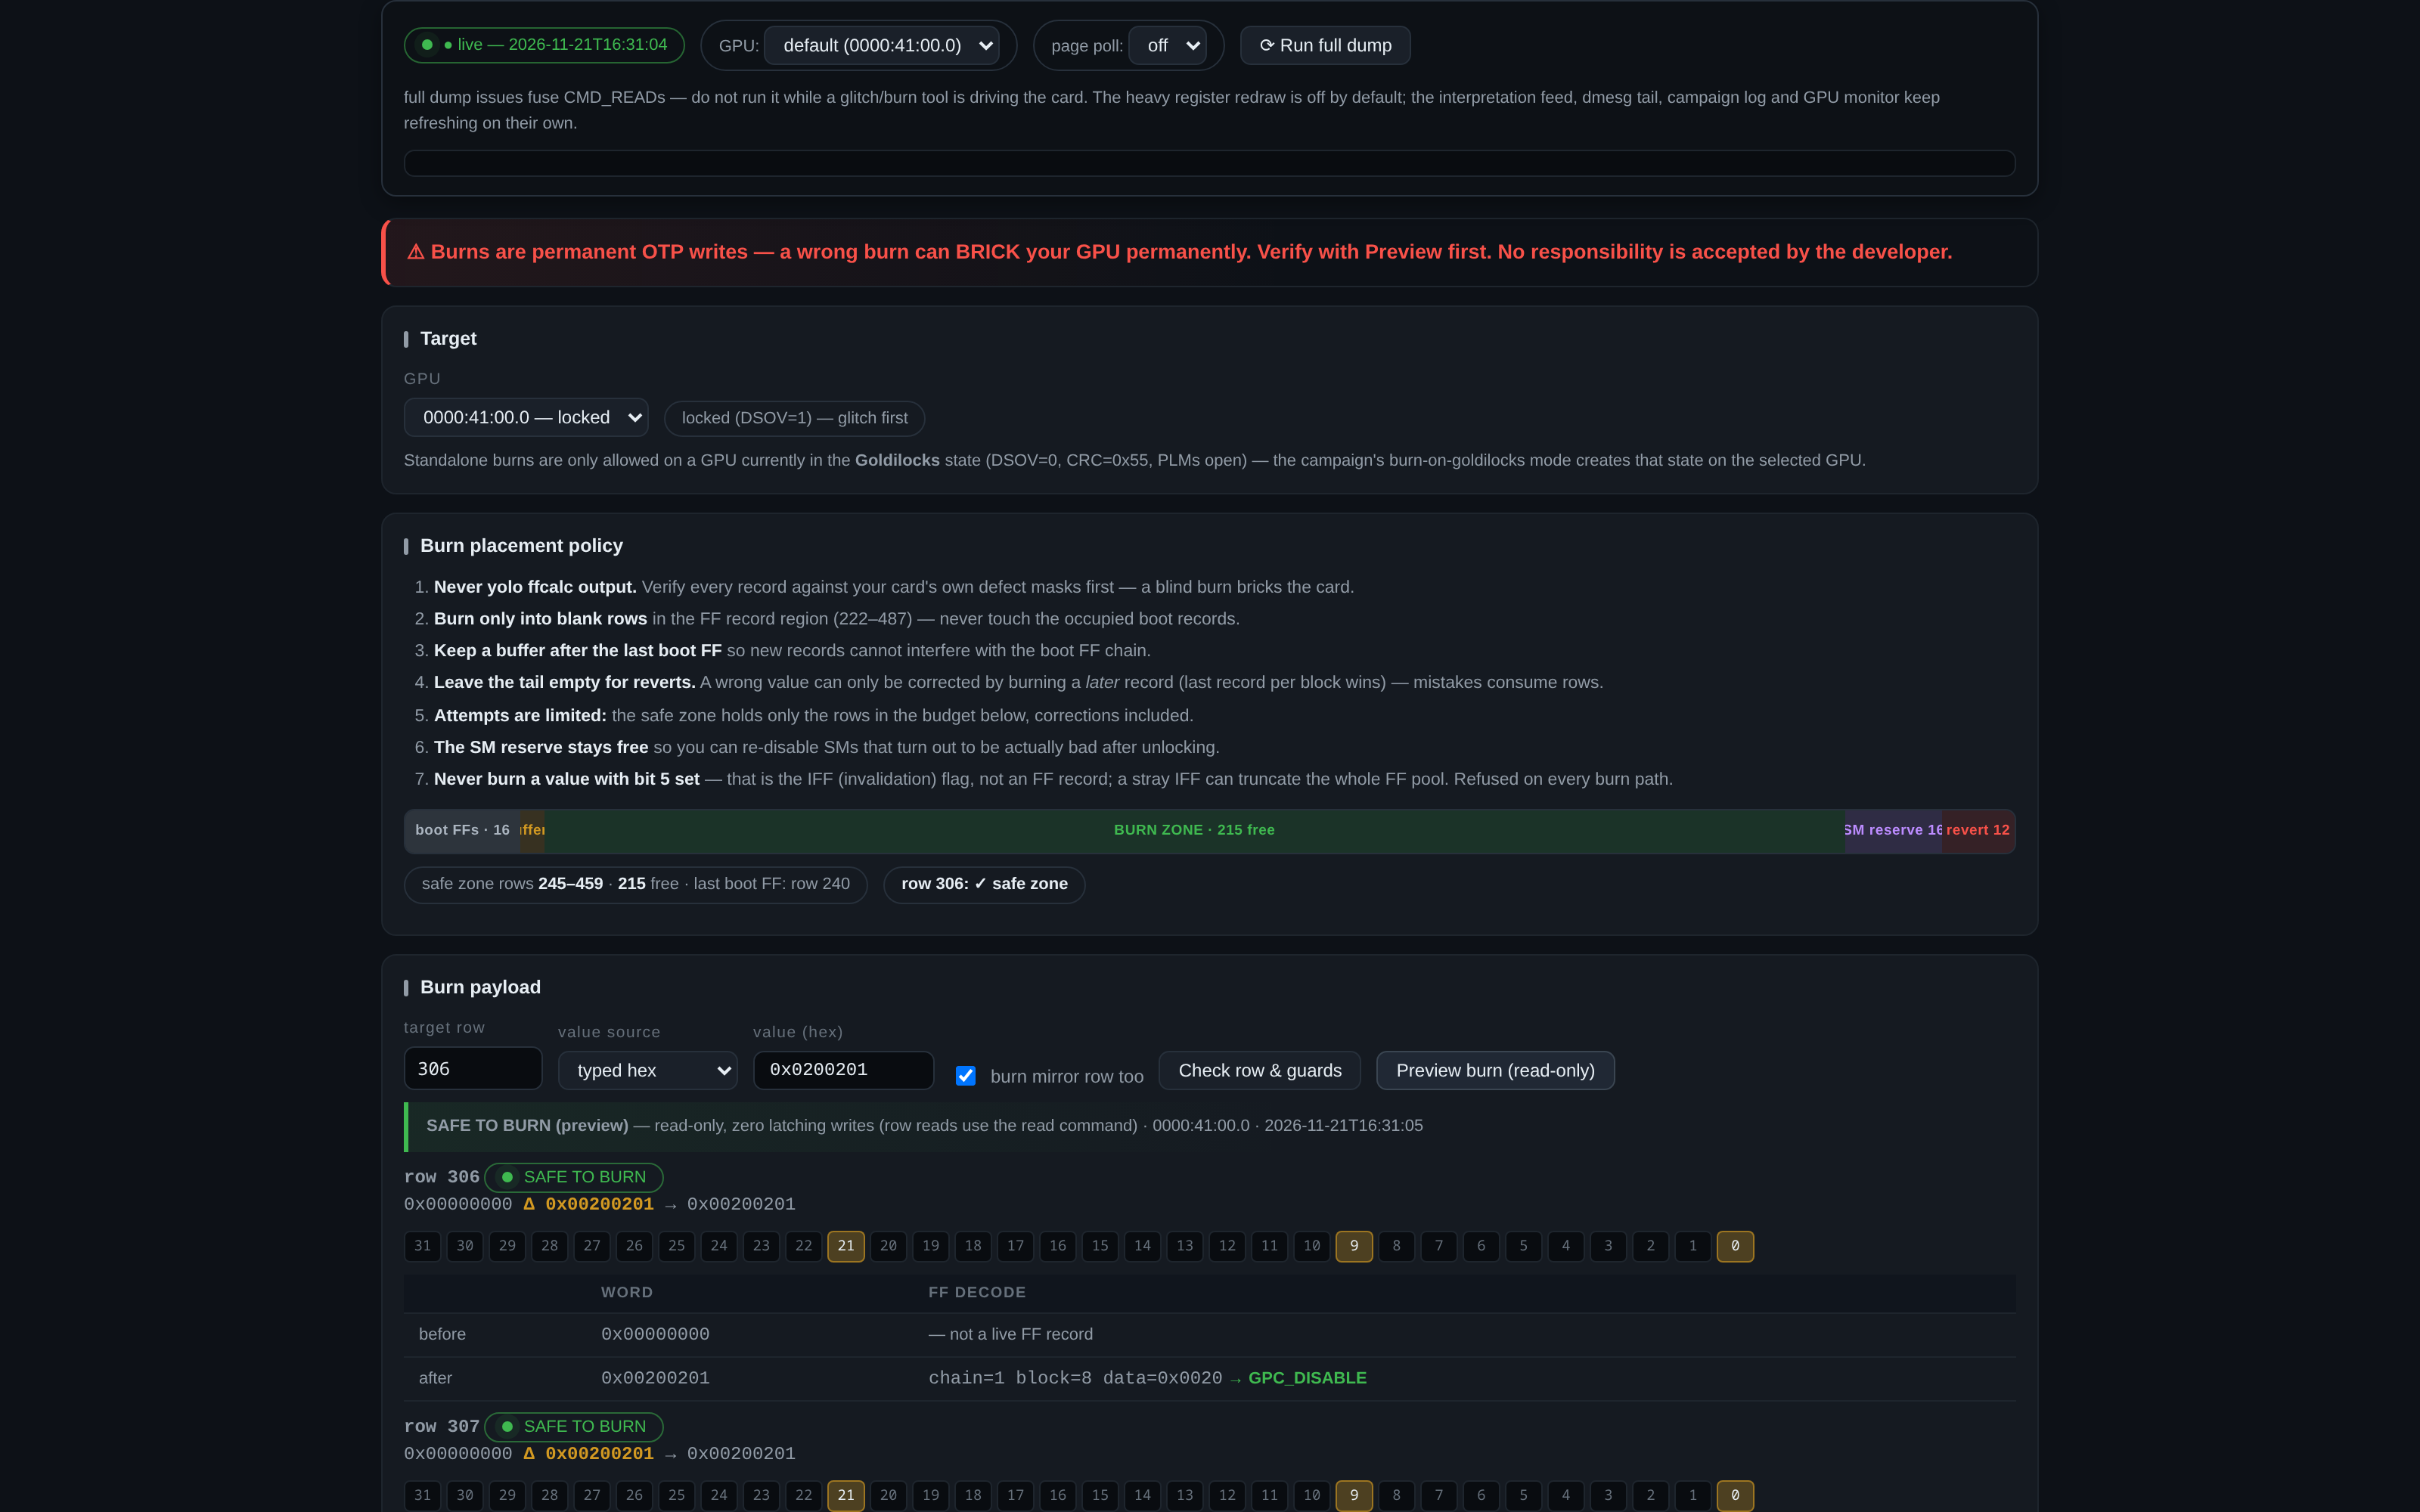 ● live — 2026-11-21T16:31:04 GPU: default (0000:41:00.0) page poll: off ⟳ Run full dump
full dump issues fuse CMD_READs — do not run it while a glitch/burn tool is driving the card. The heavy register redraw is off by default; the interpretation feed, dmesg tail, campaign log and GPU monitor keep
refreshing on their own.
⚠ Burns are permanent OTP writes — a wrong burn can BRICK your GPU permanently. Verify with Preview first. No responsibility is accepted by the developer.
Target
GPU
0000:41:00.0 — locked locked (DSOV=1) — glitch first
Standalone burns are only allowed on a GPU currently in the Goldilocks state (DSOV=0, CRC=0x55, PLMs open) — the campaign's burn-on-goldilocks mode creates that state on the selected GPU.
Burn placement policy
1. Never yolo ffcalc output. Verify every record against your card's own defect masks first — a blind burn bricks the card.
2. Burn only into blank rows in the FF record region (222–487) — never touch the occupied boot records.
3. Keep a buffer after the last boot FF so new records cannot interfere with the boot FF chain.
4. Leave the tail empty for reverts. A wrong value can only be corrected by burning a later record (last record per block wins) — mistakes consume rows.
5. Attempts are limited: the safe zone holds only the rows in the budget below, corrections included.
6. The SM reserve stays free so you can re-disable SMs that turn out to be actually bad after unlocking.
7. Never burn a value with bit 5 set — that is the IFF (invalidation) flag, not an FF record; a stray IFF can truncate the whole FF pool. Refused on every burn path.
boot FFs · 16 uffer BURN ZONE · 215 free SM reserve 16 revert 12
safe zone rows 245–459 · 215 free · last boot FF: row 240 row 306: ✓ safe zone
Burn payload
target row value source value (hex)
306 typed hex 0x0200201 burn mirror row too Check row & guards Preview burn (read-only)
SAFE TO BURN (preview) — read-only, zero latching writes (row reads use the read command) · 0000:41:00.0 · 2026-11-21T16:31:05
row 306 SAFE TO BURN
0x00000000 Δ 0x00200201 → 0x00200201
31 30 29 28 27 26 25 24 23 22 21 20 19 18 17 16 15 14 13 12 11 10 9 8 7 6 5 4 3 2 1 0
WORD FF DECODE
before 0x00000000 — not a live FF record
after 0x00200201 chain=1 block=8 data=0x0020 → GPC_DISABLE
row 307 SAFE TO BURN
0x00000000 Δ 0x00200201 → 0x00200201
31 30 29 28 27 26 25 24 23 22 21 20 19 18 17 16 15 14 13 12 11 10 9 8 7 6 5 4 3 2 1 0